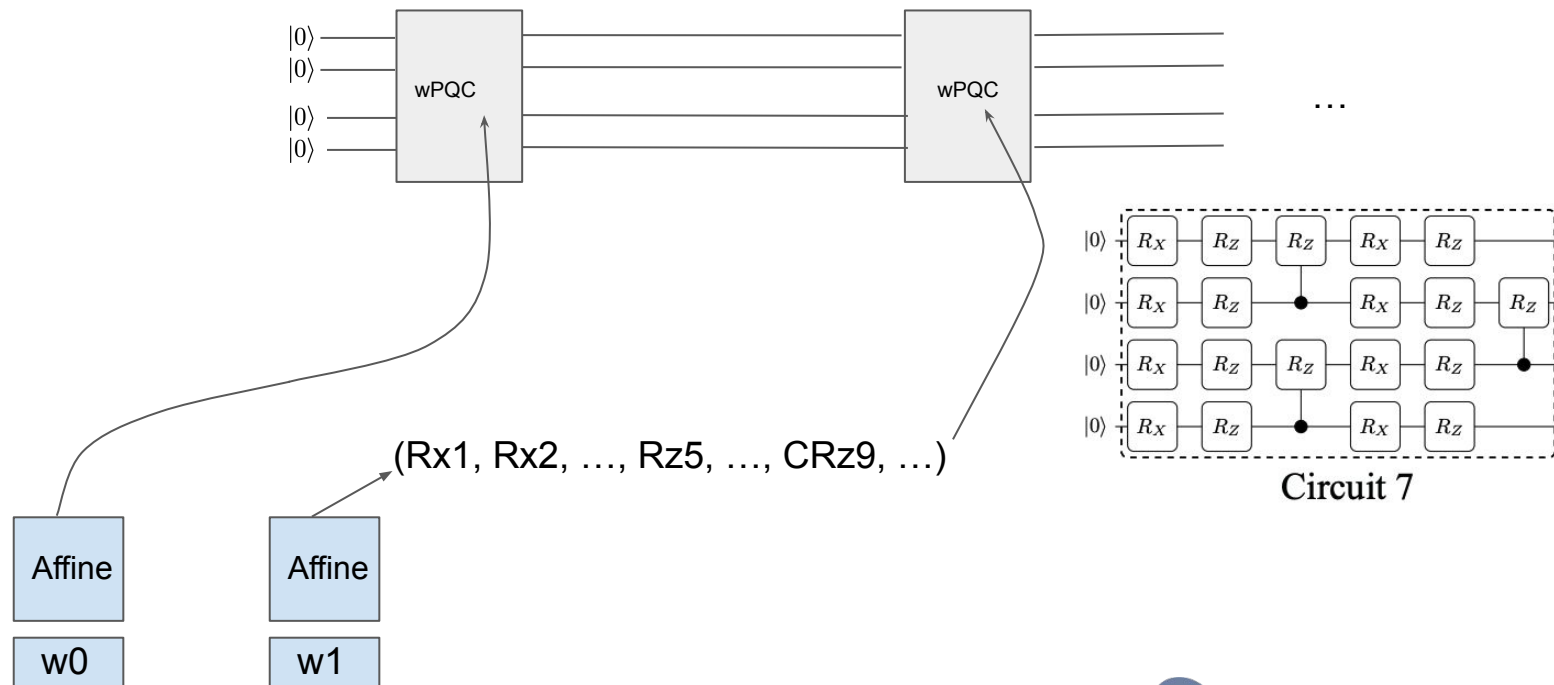 |0⟩
|0⟩
|0⟩
|0⟩
wPQC
wPQC
…
|0⟩ R_X R_Z R_Z R_X R_Z
|0⟩ R_X R_Z R_X R_Z R_Z
|0⟩ R_X R_Z R_Z R_X R_Z
|0⟩ R_X R_Z R_X R_Z
Circuit 7
(Rx1, Rx2, …, Rz5, …, CRz9, …)
Affine
Affine
w0
w1